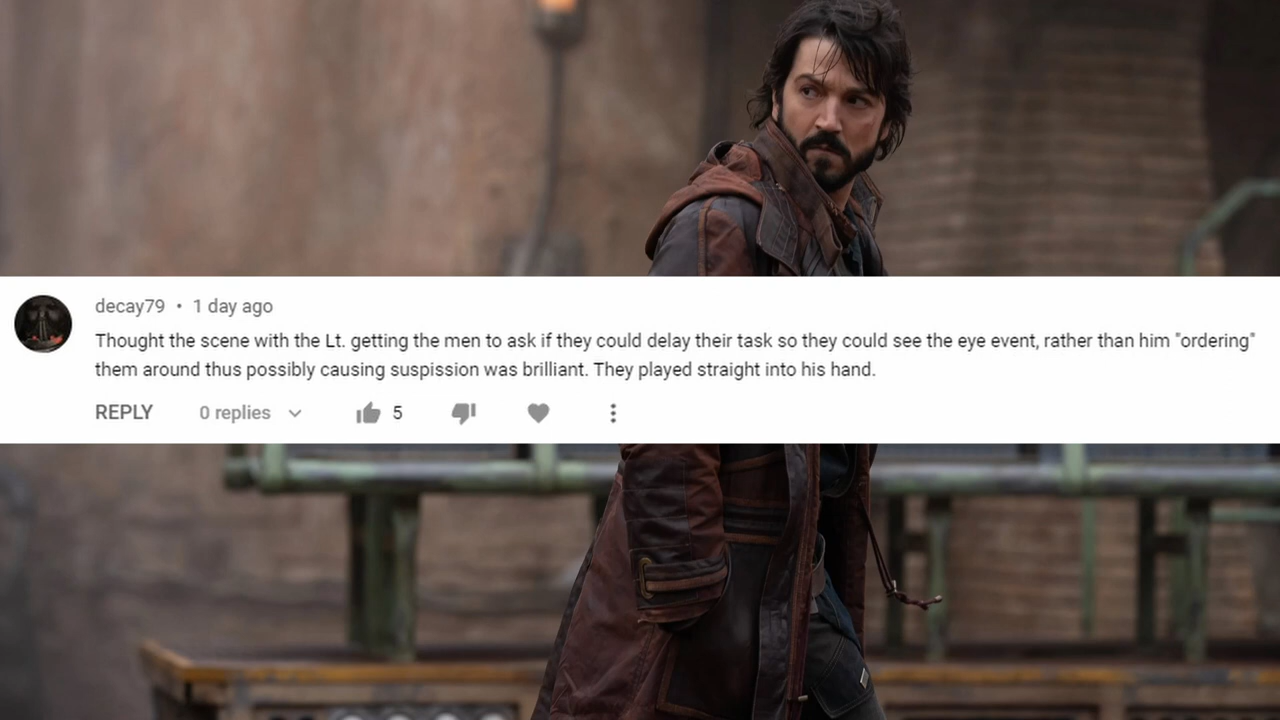 decay79 • 1 day ago
Thought the scene with the Lt. getting the men to ask if they could delay their task so they could see the eye event, rather than him "ordering"
them around thus possibly causing suspission was brilliant. They played straight into his hand.
REPLY 0 replies 5